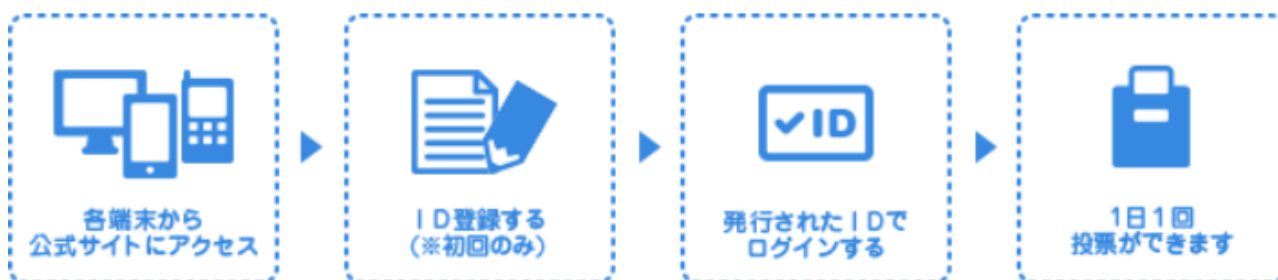 各端末から
公式サイトにアクセス
ID登録する
(※初回のみ)
ID
発行されたIDで
ログインする
1日1回
投票ができます